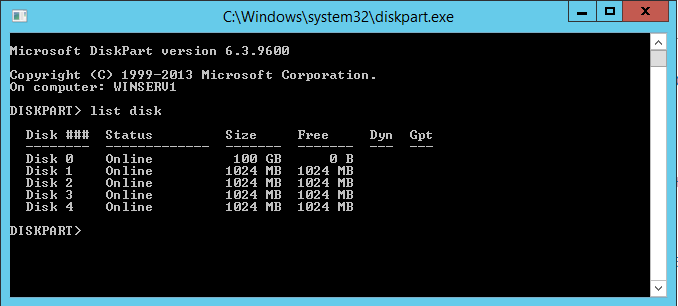 C:\Windows\system32\diskpart.exe
Microsoft DiskPart version 6.3.9600
Copyright (C) 1999-2013 Microsoft Corporation.
On computer: WINSERV1
DISKPART> list disk
  Disk ###  Status         Size     Free     Dyn  Gpt
  --------  -------------  -------  -------  ---  ---
  Disk 0    Online          100 GB      0 B
  Disk 1    Online         1024 MB  1024 MB
  Disk 2    Online         1024 MB  1024 MB
  Disk 3    Online         1024 MB  1024 MB
  Disk 4    Online         1024 MB  1024 MB
DISKPART>